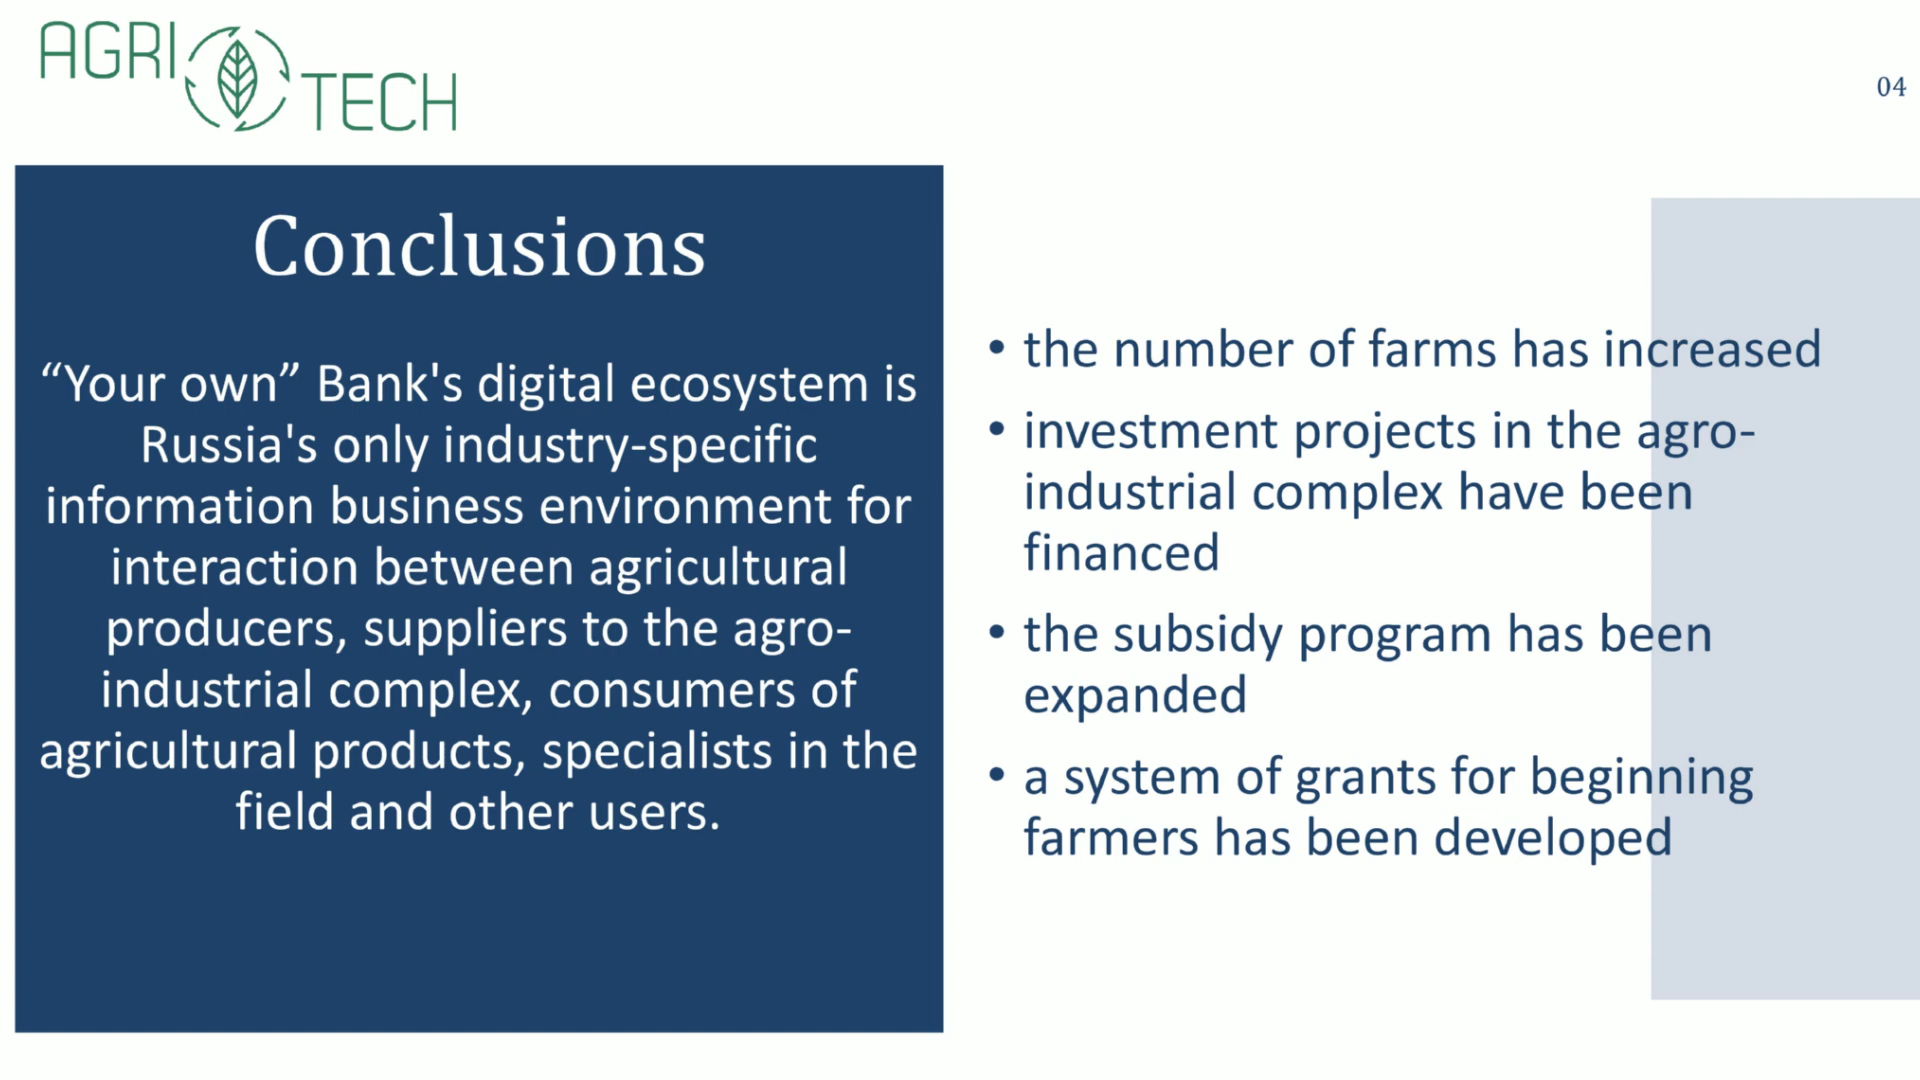 AGRI TECH
04
Conclusions
“Your own” Bank's digital ecosystem is
Russia's only industry-specific
information business environment for
interaction between agricultural
producers, suppliers to the agro-
industrial complex, consumers of
agricultural products, specialists in the
field and other users.
• the number of farms has increased
• investment projects in the agro-
industrial complex have been
financed
• the subsidy program has been
expanded
• a system of grants for beginning
farmers has been developed